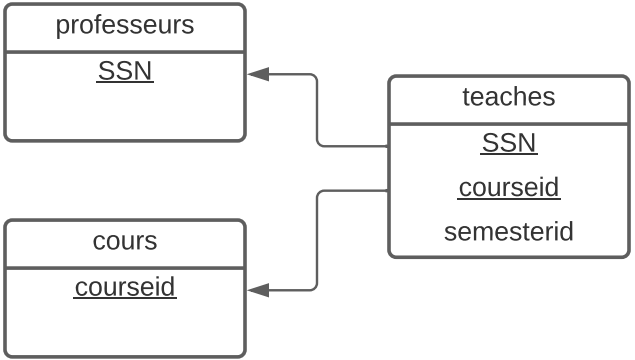 professeurs
SSN
teaches
SSN
courseid
semesterid
cours
courseid